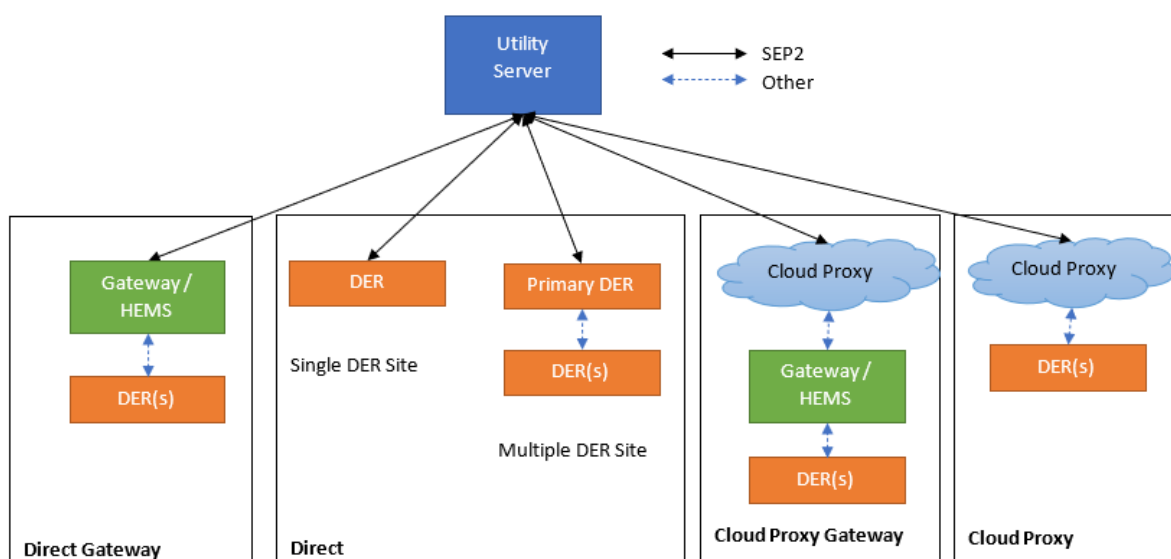 Utility
Server
SEP2
Other
Gateway /
HEMS
DER(s)
Direct Gateway
DER
Single DER Site
Primary DER
DER(s)
Multiple DER Site
Direct
Cloud Proxy
Gateway /
HEMS
DER(s)
Cloud Proxy Gateway
Cloud Proxy
DER(s)
Cloud Proxy